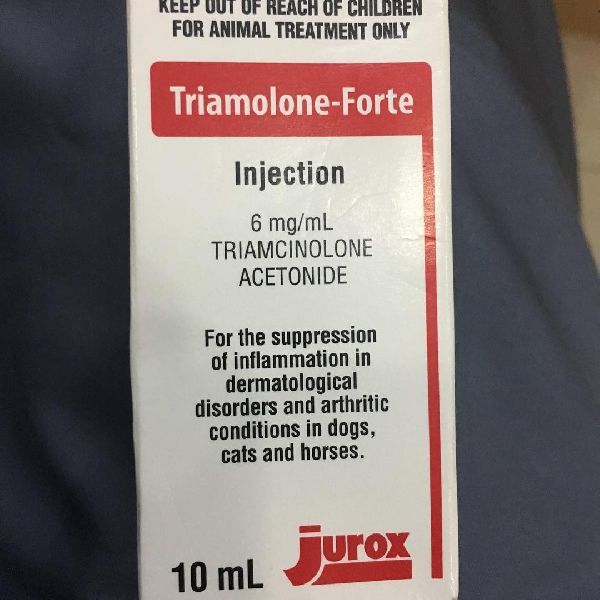 KEEP OUT OF REACH OF CHILDREN
FOR ANIMAL TREATMENT ONLY
Triamolone-Forte
Injection
6 mg/mL
TRIAMCINOLONE
ACETONIDE
For the suppression
of inflammation in
dermatological
disorders and arthritic
conditions in dogs,
cats and horses.
10 mL
Jurox